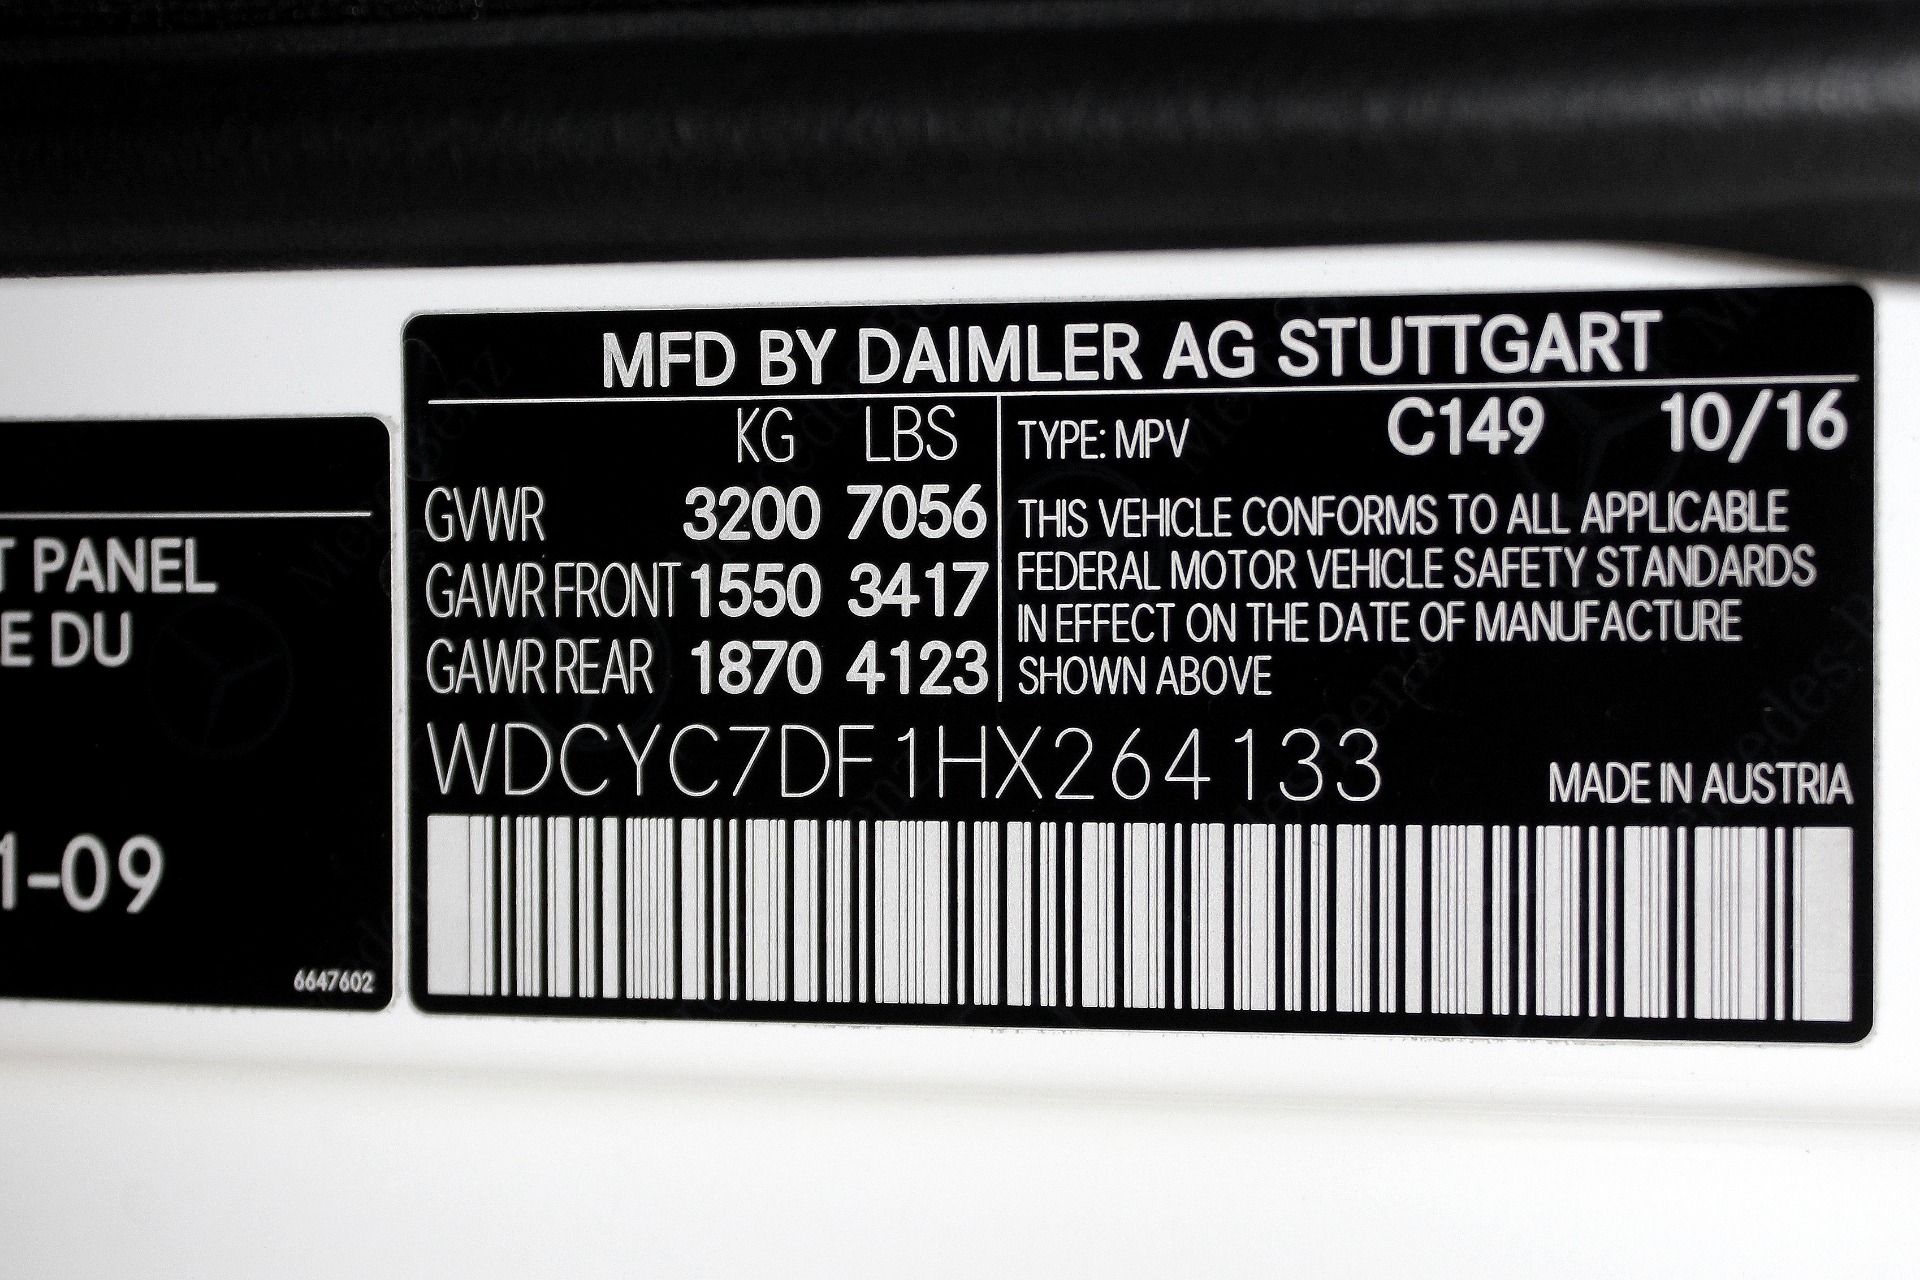 T PANEL
E DU
1-09
6647602
MFD BY DAIMLER AG STUTTGART
KG LBS
GVWR 3200 7056
GAWR FRONT 1550 3417
GAWR REAR 1870 4123
TYPE: MPV C149 10/16
THIS VEHICLE CONFORMS TO ALL APPLICABLE
FEDERAL MOTOR VEHICLE SAFETY STANDARDS
IN EFFECT ON THE DATE OF MANUFACTURE
SHOWN ABOVE
WDCYC7DF1HX264133
MADE IN AUSTRIA